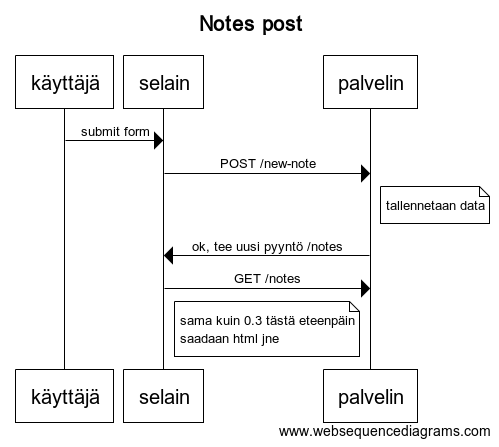 Notes post
käyttäjä selain palvelin
submit form
POST /new-note
tallennetaan data
ok, tee uusi pyyntö /notes
GET /notes
sama kuin 0.3 tästä eteenpäin
saadaan html jne
käyttäjä selain palvelin
www.websequencediagrams.com